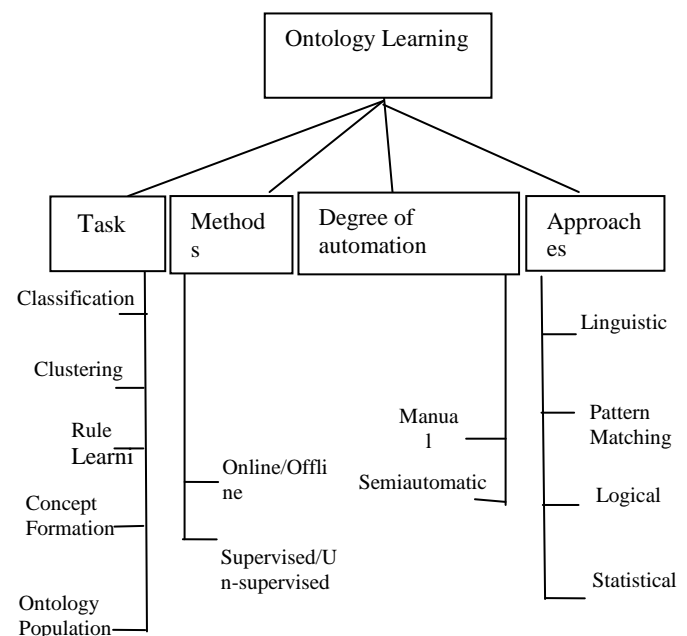 Ontology Learning
Task
Method
s
Degree of
automation
Approach
es
Classification
Clustering
Rule
Learni
Concept
Formation
Ontology
Population
Online/Offli
ne
Supervised/U
n-supervised
Manua
l
Semiautomatic
Linguistic
Pattern
Matching
Logical
Statistical